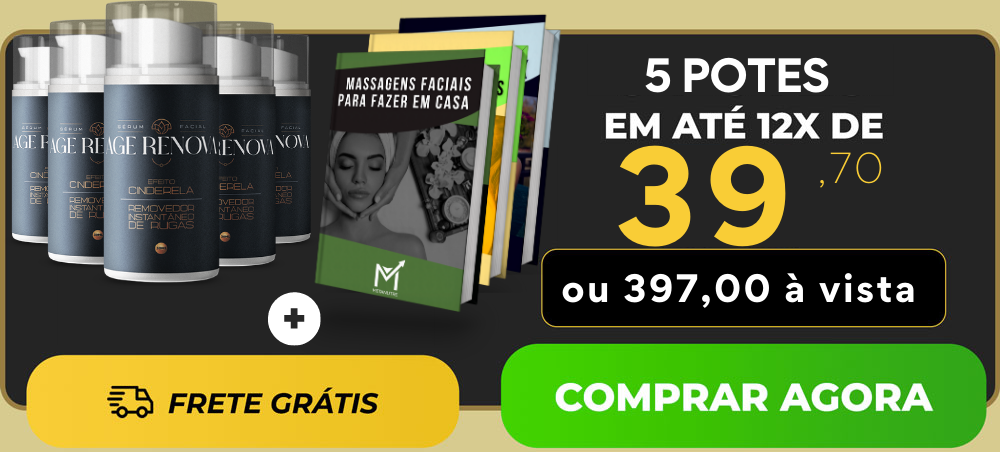 SÉRUM FACIAL
AGE RENOVA
EFEITO
CINDERELA
REMOVEDOR
INSTANTÂNEO
DE RUGAS
MASSAGENS FACIAIS
PARA FAZER EM CASA
5 POTES
EM ATÉ 12X DE
39,70
ou 397,00 à vista
+
FRETE GRÁTIS
COMPRAR AGORA